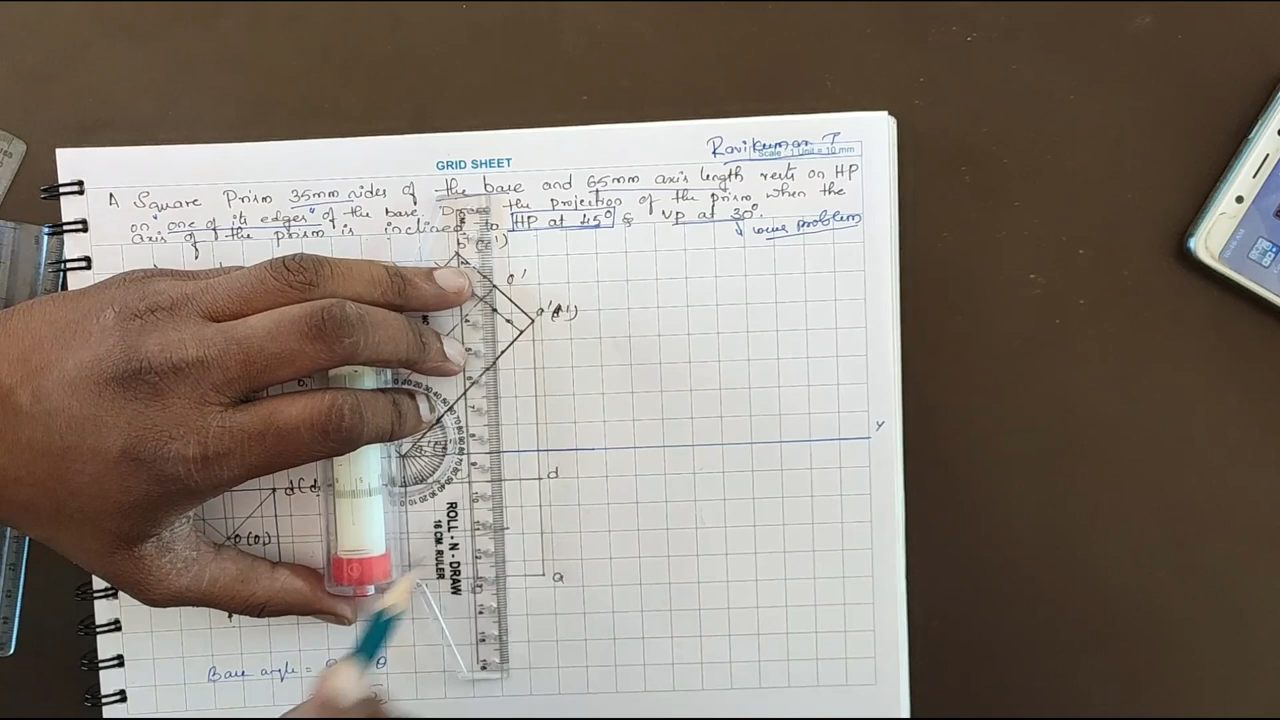 Ravikumar T
Scale : 1 Unit = 10 mm
GRID SHEET
A Square Prism 35mm sides of the base and 65mm axis length rests on HP
on "one of its edges" of the base. Draw the projection of the prism when the
axis of the prism is inclined to HP at 45° & VP at 30°.
↓ locus problem
o'
a'
Y
d
d(d
O(O₁)
a
ROLL - N - DRAW
16 CM. RULER
Base angle =
θ